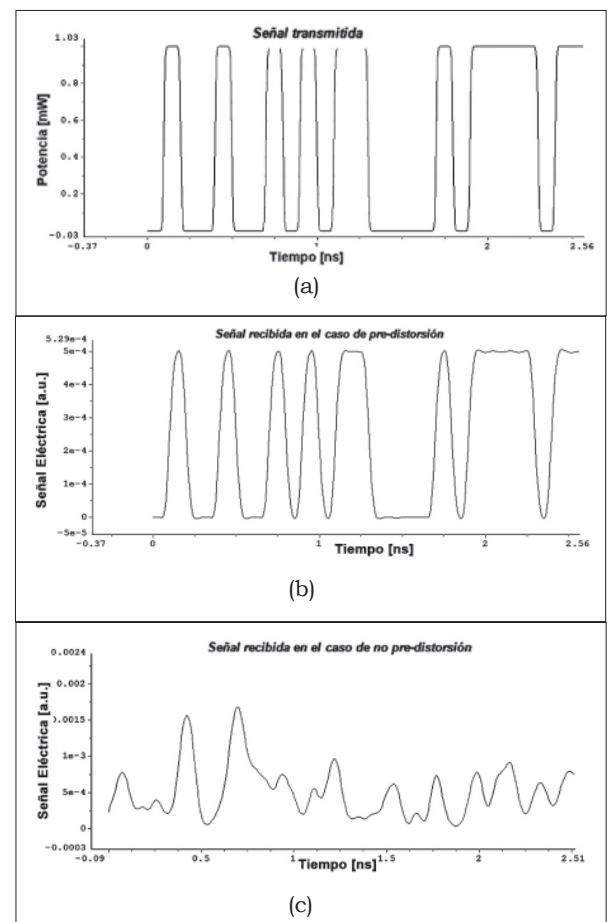 Señal transmitida
1.03
0.8
0.6
0.4
0.2
-0.03
Potencia [mW]
-0.37
0
1
2
2.56
Tiempo [ns]
(a)
Señal recibida en el caso de pre-distorsión
5.29e-4
5e-4
4e-4
3e-4
2e-4
1e-4
0
-5e-5
Señal Eléctrica [a.u.]
-0.37
0
1
2
2.56
Tiempo [ns]
(b)
Señal recibida en el caso de no pre-distorsión
0.0024
0.002
0.0015
1e-3
5e-4
0
-0.0003
Señal Eléctrica [a.u.]
-0.09
0.5
1
1.5
2
2.51
Tiempo [ns]
(c)